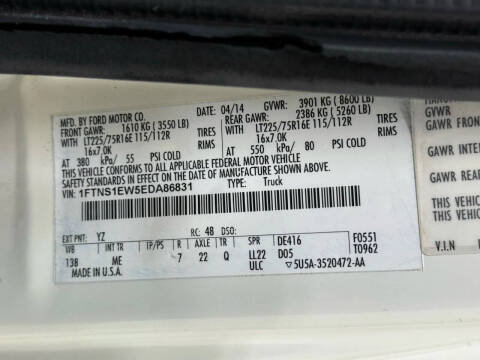 MFD. BY FORD MOTOR CO.
DATE: 04/14 GVWR: 3901 KG ( 8600 LB)
FRONT GAWR: 1610 KG ( 3550 LB) REAR GAWR: 2386 KG ( 5260 LB)
WITH LT225/75R16E 115/112R TIRES WITH LT225/75R16E 115/112R TIRES
16x7.0K RIMS 16x7.0K RIMS
AT 380 kPa/ 55 PSI COLD AT 550 kPa/ 80 PSI COLD
THIS VEHICLE CONFORMS TO ALL APPLICABLE FEDERAL MOTOR VEHICLE
SAFETY STANDARDS IN EFFECT ON THE DATE OF MANUFACTURE SHOWN ABOVE.
VIN: 1FTNS1EW5EDA86831 TYPE: Truck
EXT PNT: YZ RC: 48 DSO:
WB INT TR TP/PS R AXLE TR SPR DE416 F0551
138 ME 7 22 Q LL22 D05 T0962
MADE IN U.S.A. ULC 5U5A-3520472-AA
GVWR
GAWR FRON
GAWR INTE
GAWR
THIS VEHI
THIS VEHIC
V.I.N